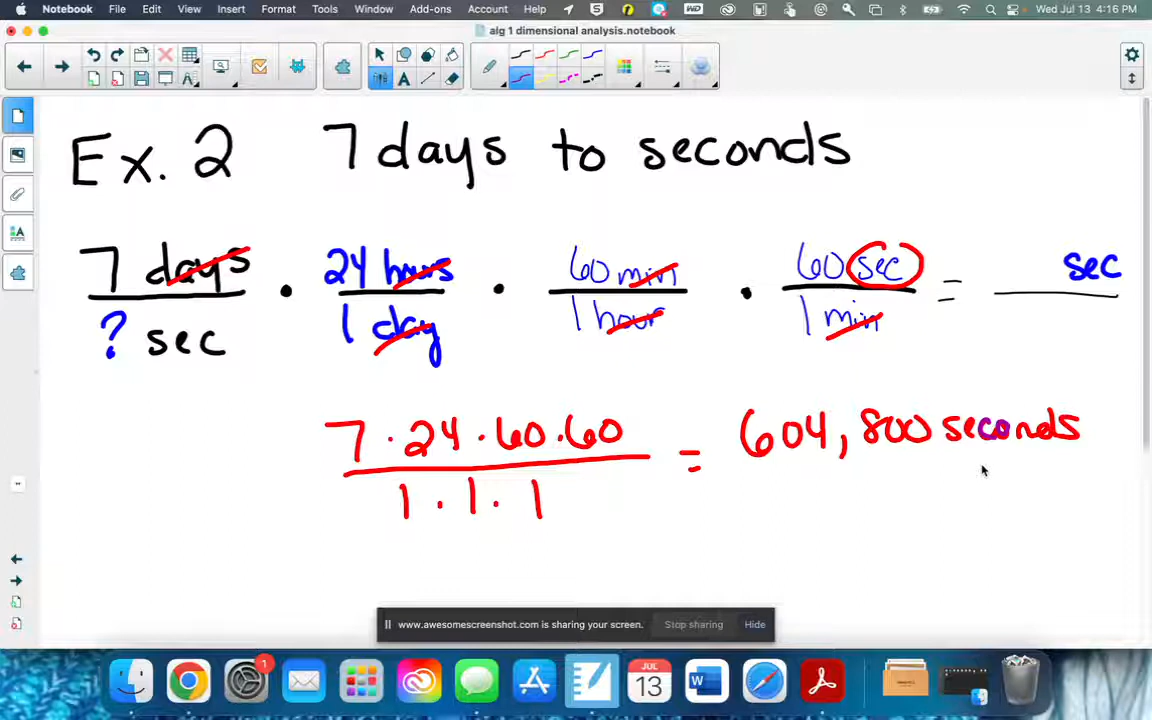 Notebook File Edit View Insert Format Tools Window Add-ons Account Help Wed Jul 13 4:16 PM
alg 1 dimensional analysis.notebook
Ex. 2 7 days to seconds
7 days · 24 hours · 60 min · 60 sec = sec
? sec 1 day 1 hour 1 min
7 · 24 · 60 · 60 = 604,800 seconds
1 · 1 · 1
www.awesomescreenshot.com is sharing your screen. Stop sharing Hide
1
JUL
13